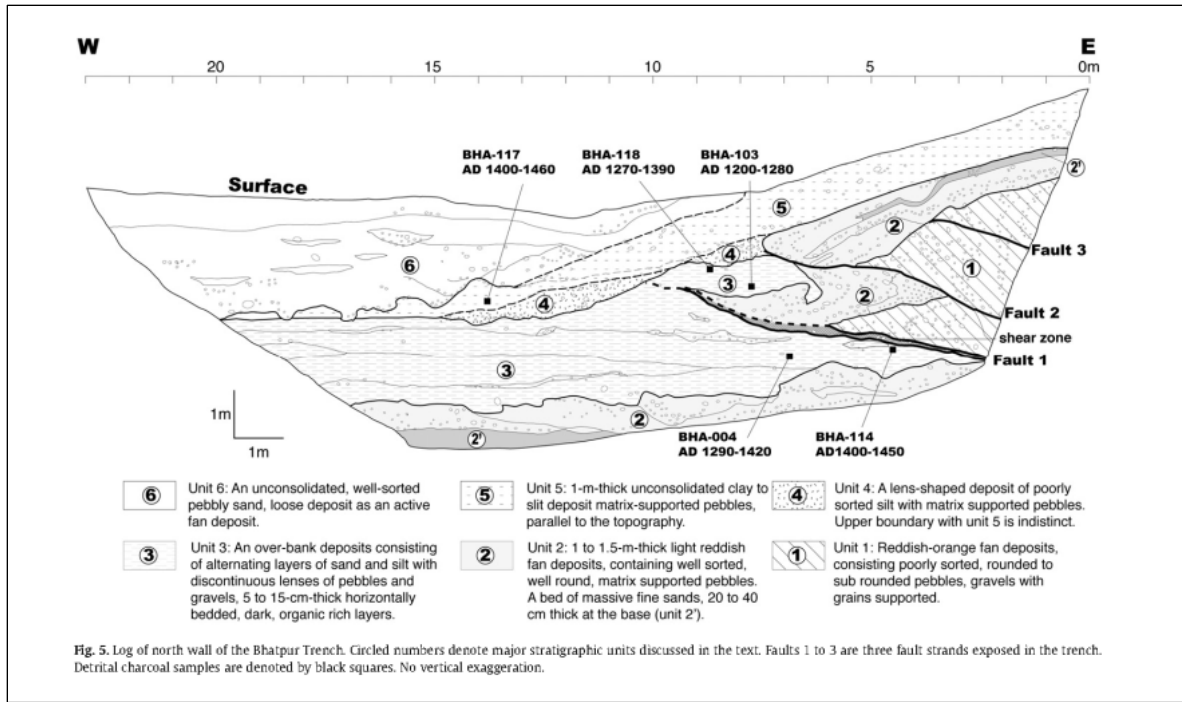 W E
20 15 10 5 0m
BHA-117
AD 1400-1460
BHA-118
AD 1270-1390
BHA-103
AD 1200-1280
Surface
2'
5
4
2
Fault 3
1
3
6
4
2
Fault 2
shear zone
Fault 1
3
1m
1m
2
2'
BHA-004
AD 1290-1420
BHA-114
AD1400-1450
6 Unit 6: An unconsolidated, well-sorted
pebbly sand, loose deposit as an active
fan deposit.
5 Unit 5: 1-m-thick unconsolidated clay to
slit deposit matrix-supported pebbles,
parallel to the topography.
4 Unit 4: A lens-shaped deposit of poorly
sorted silt with matrix supported pebbles.
Upper boundary with unit 5 is indistinct.
3 Unit 3: An over-bank deposits consisting
of alternating layers of sand and silt with
discontinuous lenses of pebbles and
gravels, 5 to 15-cm-thick horizontally
bedded, dark, organic rich layers.
2 Unit 2: 1 to 1.5-m-thick light reddish
fan deposits, containing well sorted,
well round, matrix supported pebbles.
A bed of massive fine sands, 20 to 40
cm thick at the base (unit 2').
1 Unit 1: Reddish-orange fan deposits,
consisting poorly sorted, rounded to
sub rounded pebbles, gravels with
grains supported.
Fig. 5. Log of north wall of the Bhatpur Trench. Circled numbers denote major stratigraphic units discussed in the text. Faults 1 to 3 are three fault strands exposed in the trench.
Detrital charcoal samples are denoted by black squares. No vertical exaggeration.